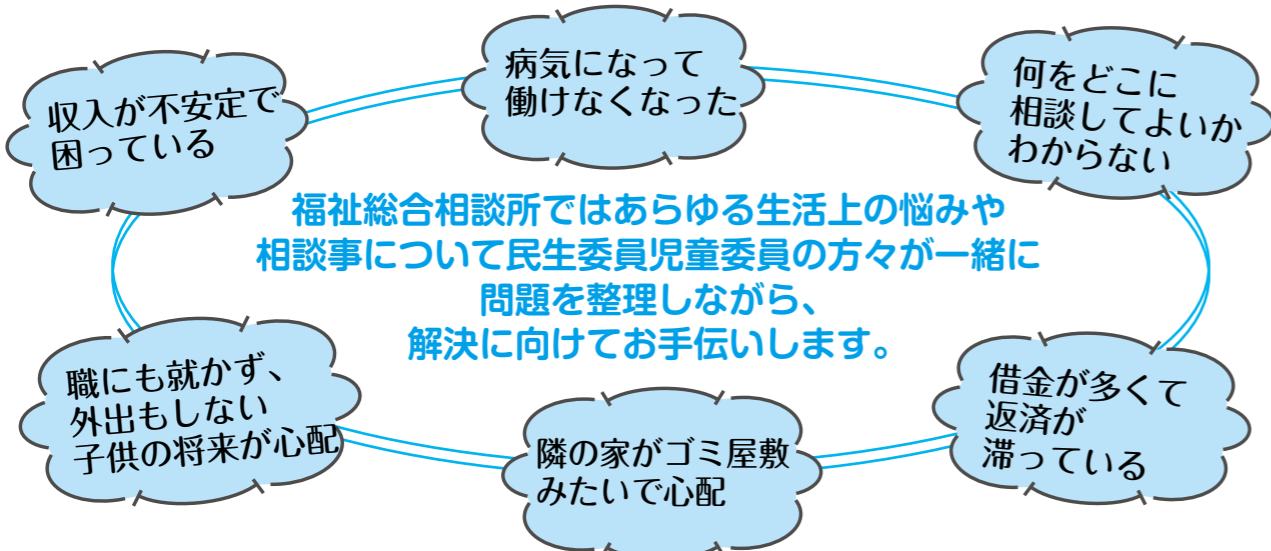 収入が不安定で
困っている
病気になって
働けなくなった
何をどこに
相談してよいか
わからない
福祉総合相談所ではあらゆる生活上の悩みや
相談事について民生委員児童委員の方々が一緒に
問題を整理しながら、
解決に向けてお手伝いします。
職にも就かず、
外出もしない
子供の将来が心配
隣の家がゴミ屋敷
みたいで心配
借金が多くて
返済が
滞っている